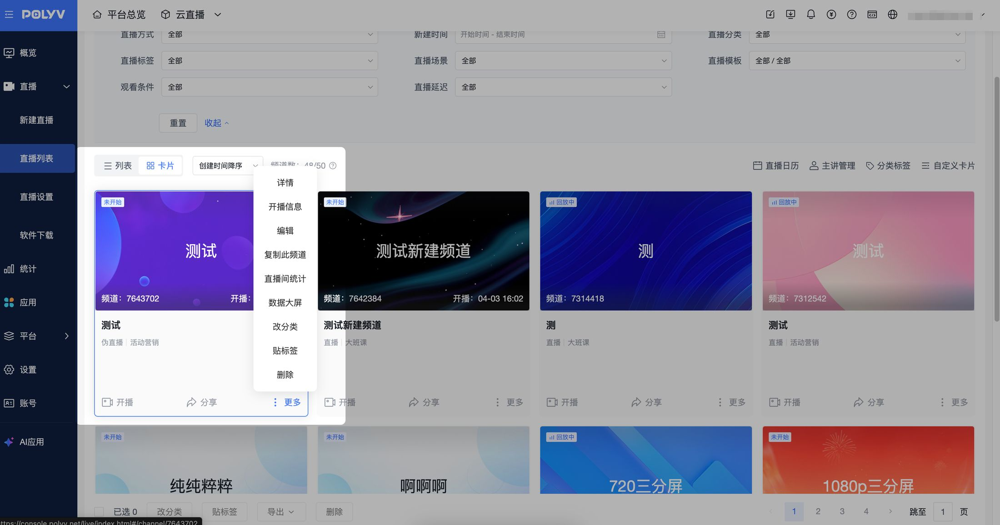 POLYV
平台总览
云直播
概览
直播
新建直播
直播列表
直播设置
软件下载
统计
应用
平台
设置
账号
AI应用
直播方式 全部
新建时间 开始时间 - 结束时间
直播分类 全部
直播标签 全部
直播场景 全部
直播模板 全部 / 全部
观看条件 全部
直播延迟 全部
重置 收起
列表 卡片 创建时间降序 频道数：48/50
直播日历 主讲管理 分类标签 自定义卡片
详情
开播信息
编辑
复制此频道
直播间统计
数据大屏
改分类
贴标签
删除
未开始
测试
频道：7643702 开播：
测试
伪直播 活动营销
开播 分享 更多
未开始
测试新建频道
频道：7642384 开播：04-03 16:02
测试新建频道
直播 大班课
开播 分享 更多
回放中
测
频道：7314418
测
直播 大班课
开播 分享 更多
回放中
测试
频道：7312542
测试
直播 活动营销
开播 分享 更多
未开始
纯纯粹粹
未开始
啊啊啊
回放中
720三分屏
未开始
1080p三分屏
已选 0 改分类 贴标签 导出 删除
1 2 3 4 跳至 1 页
ttps://console.polyv.net/live/index.html#/channel/7643702